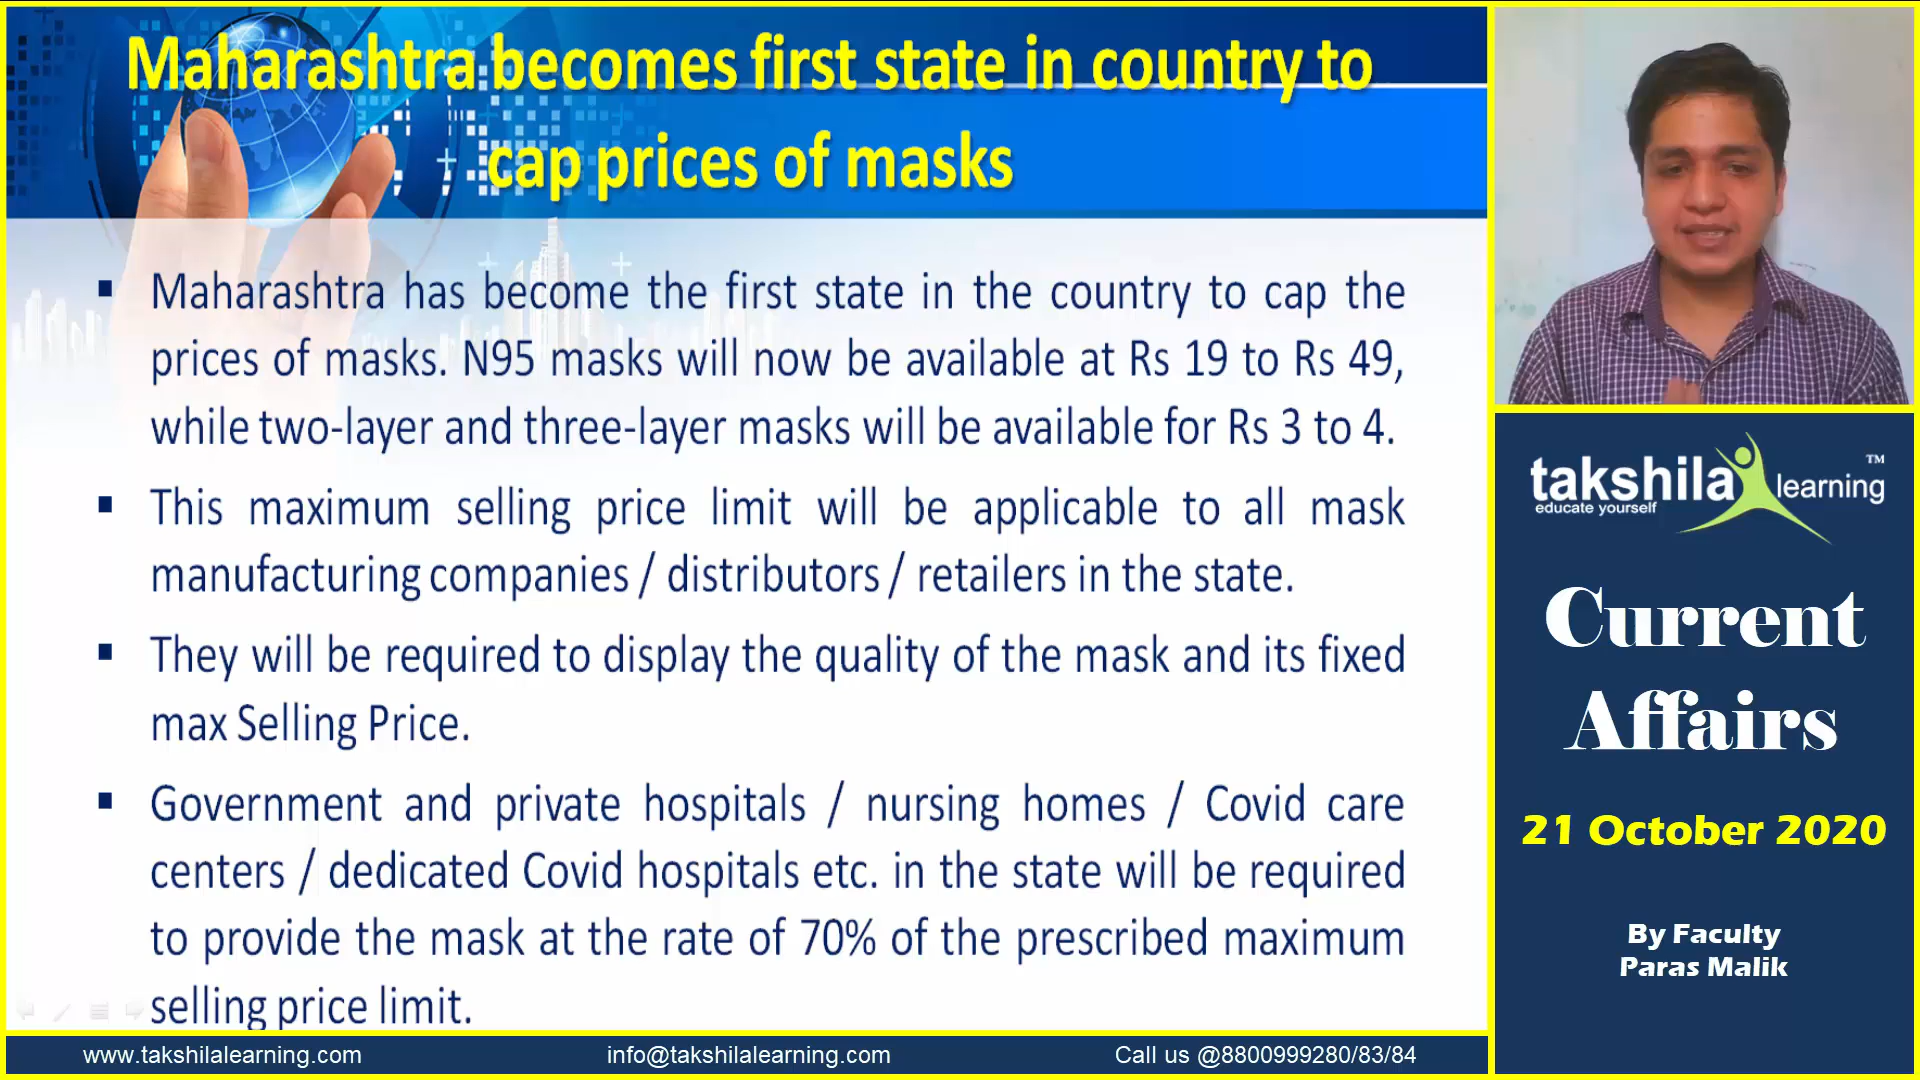 Maharashtra becomes first state in country to
cap prices of masks
▪ Maharashtra has become the first state in the country to cap the
prices of masks. N95 masks will now be available at Rs 19 to Rs 49,
while two-layer and three-layer masks will be available for Rs 3 to 4.
▪ This maximum selling price limit will be applicable to all mask
manufacturing companies / distributors / retailers in the state.
▪ They will be required to display the quality of the mask and its fixed
max Selling Price.
▪ Government and private hospitals / nursing homes / Covid care
centers / dedicated Covid hospitals etc. in the state will be required
to provide the mask at the rate of 70% of the prescribed maximum
selling price limit.
takshila learning TM
educate yourself
Current
Affairs
21 October 2020
By Faculty
Paras Malik
www.takshilalearning.com info@takshilalearning.com Call us @8800999280/83/84